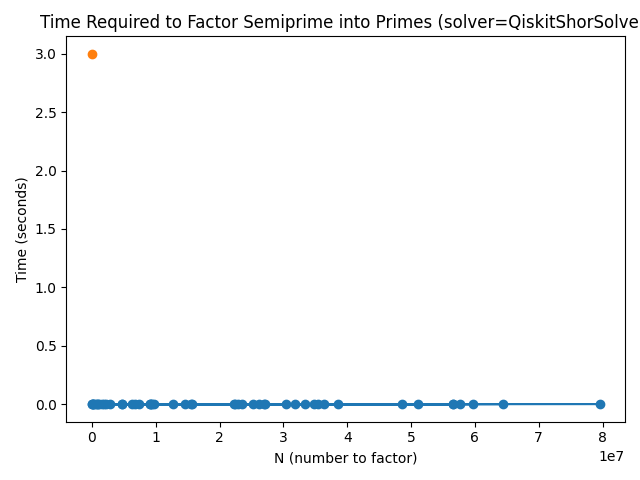 Time Required to Factor Semiprime into Primes (solver=QiskitShorSolve
3.0
2.5
2.0
1.5
1.0
0.5
0.0
Time (seconds)
0 1 2 3 4 5 6 7 8
1e7
N (number to factor)